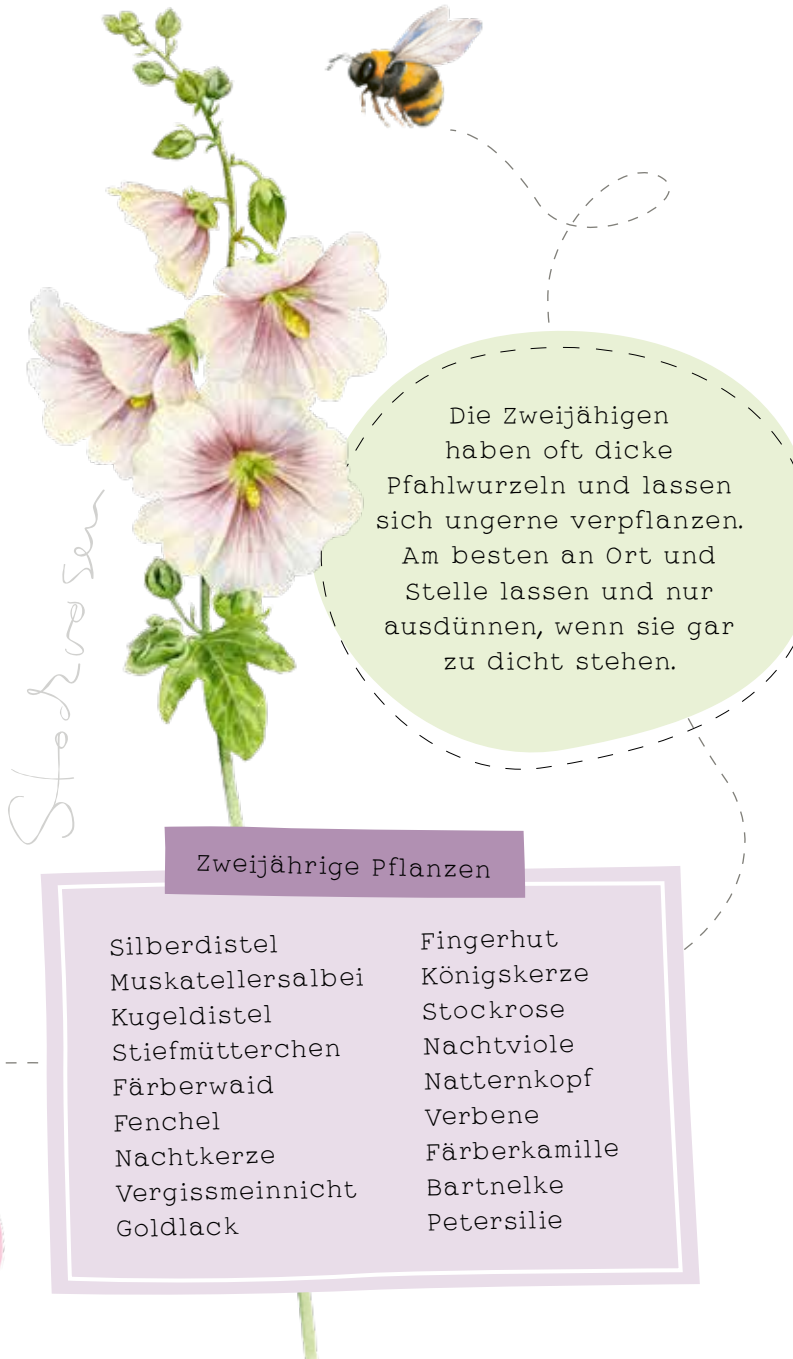 Die Zweijähigen
haben oft dicke
Pfahlwurzeln und lassen
sich ungerne verpflanzen.
Am besten an Ort und
Stelle lassen und nur
ausdünnen, wenn sie gar
zu dicht stehen.
Stockrosen
Zweijährige Pflanzen
Silberdistel
Muskatellersalbei
Kugeldistel
Stiefmütterchen
Färberwaid
Fenchel
Nachtkerze
Vergissmeinnicht
Goldlack
Fingerhut
Königskerze
Stockrose
Nachtviole
Natternkopf
Verbene
Färberkamille
Bartnelke
Petersilie